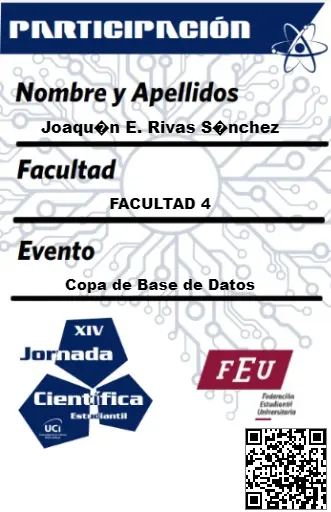 PARTICIPACIÓN
Nombre y Apellidos
Joaqu�n E. Rivas S�nchez
Facultad
FACULTAD 4
Evento
Copa de Base de Datos
XIV
Jornada
Científica
Estudiantil
UCi
FEU
Federación
Estudiantil
Universitaria